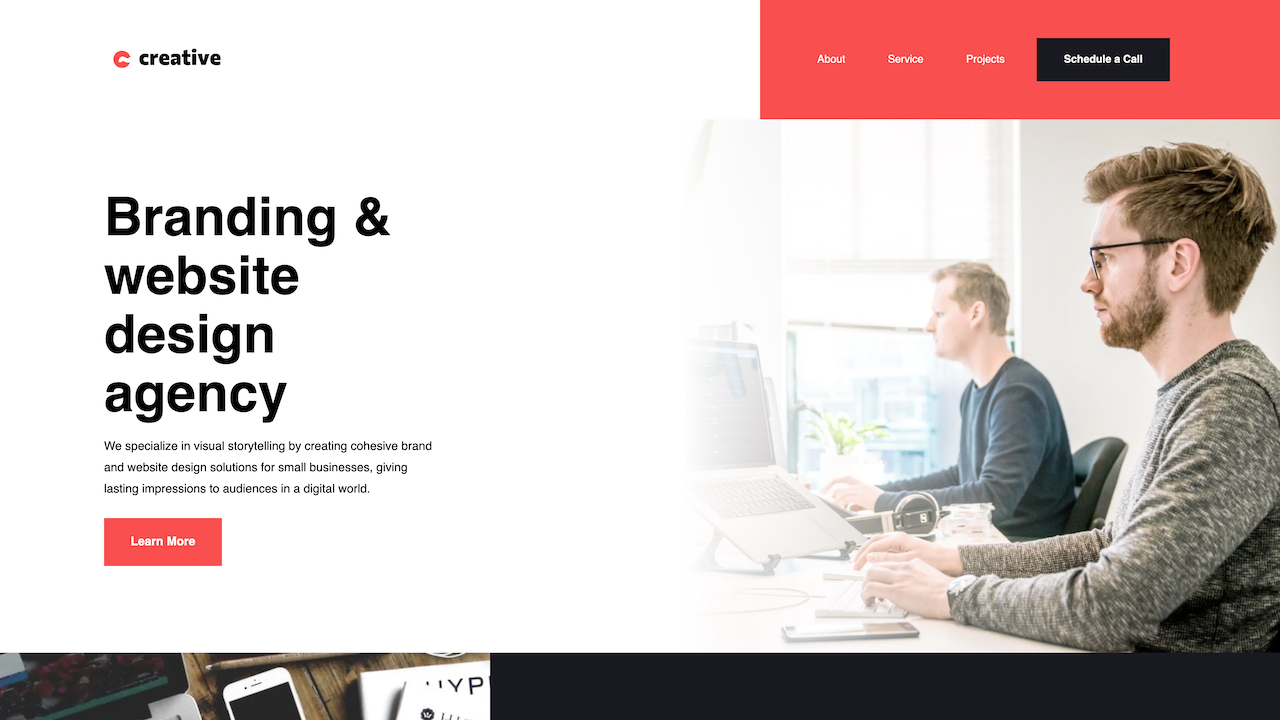 creative
About
Service
Projects
Schedule a Call
Branding &
website
design
agency
We specialize in visual storytelling by creating cohesive brand
and website design solutions for small businesses, giving
lasting impressions to audiences in a digital world.
Learn More